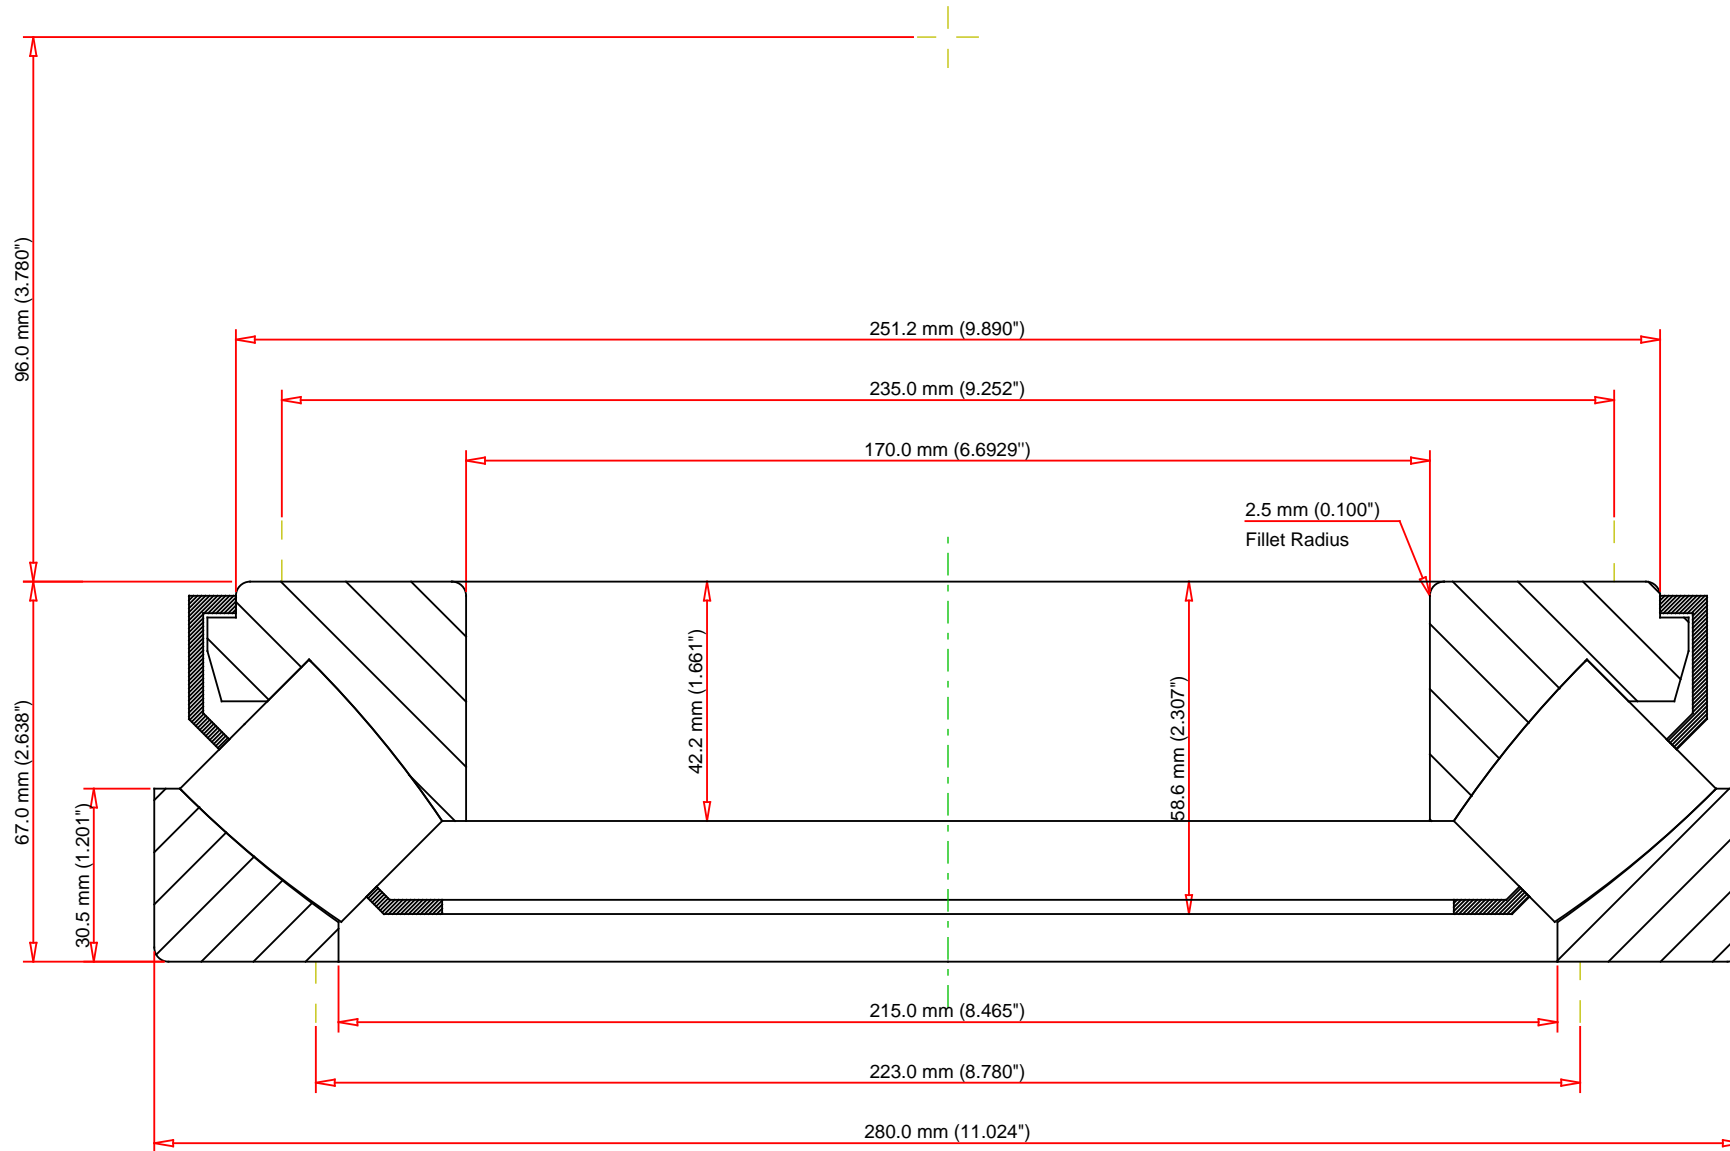 96.0 mm (3.780")
251.2 mm (9.890")
235.0 mm (9.252")
170.0 mm (6.6929")
2.5 mm (0.100")
Fillet Radius
67.0 mm (2.638")
30.5 mm (1.201")
42.2 mm (1.661")
58.6 mm (2.307")
215.0 mm (8.465")
223.0 mm (8.780")
280.0 mm (11.024")